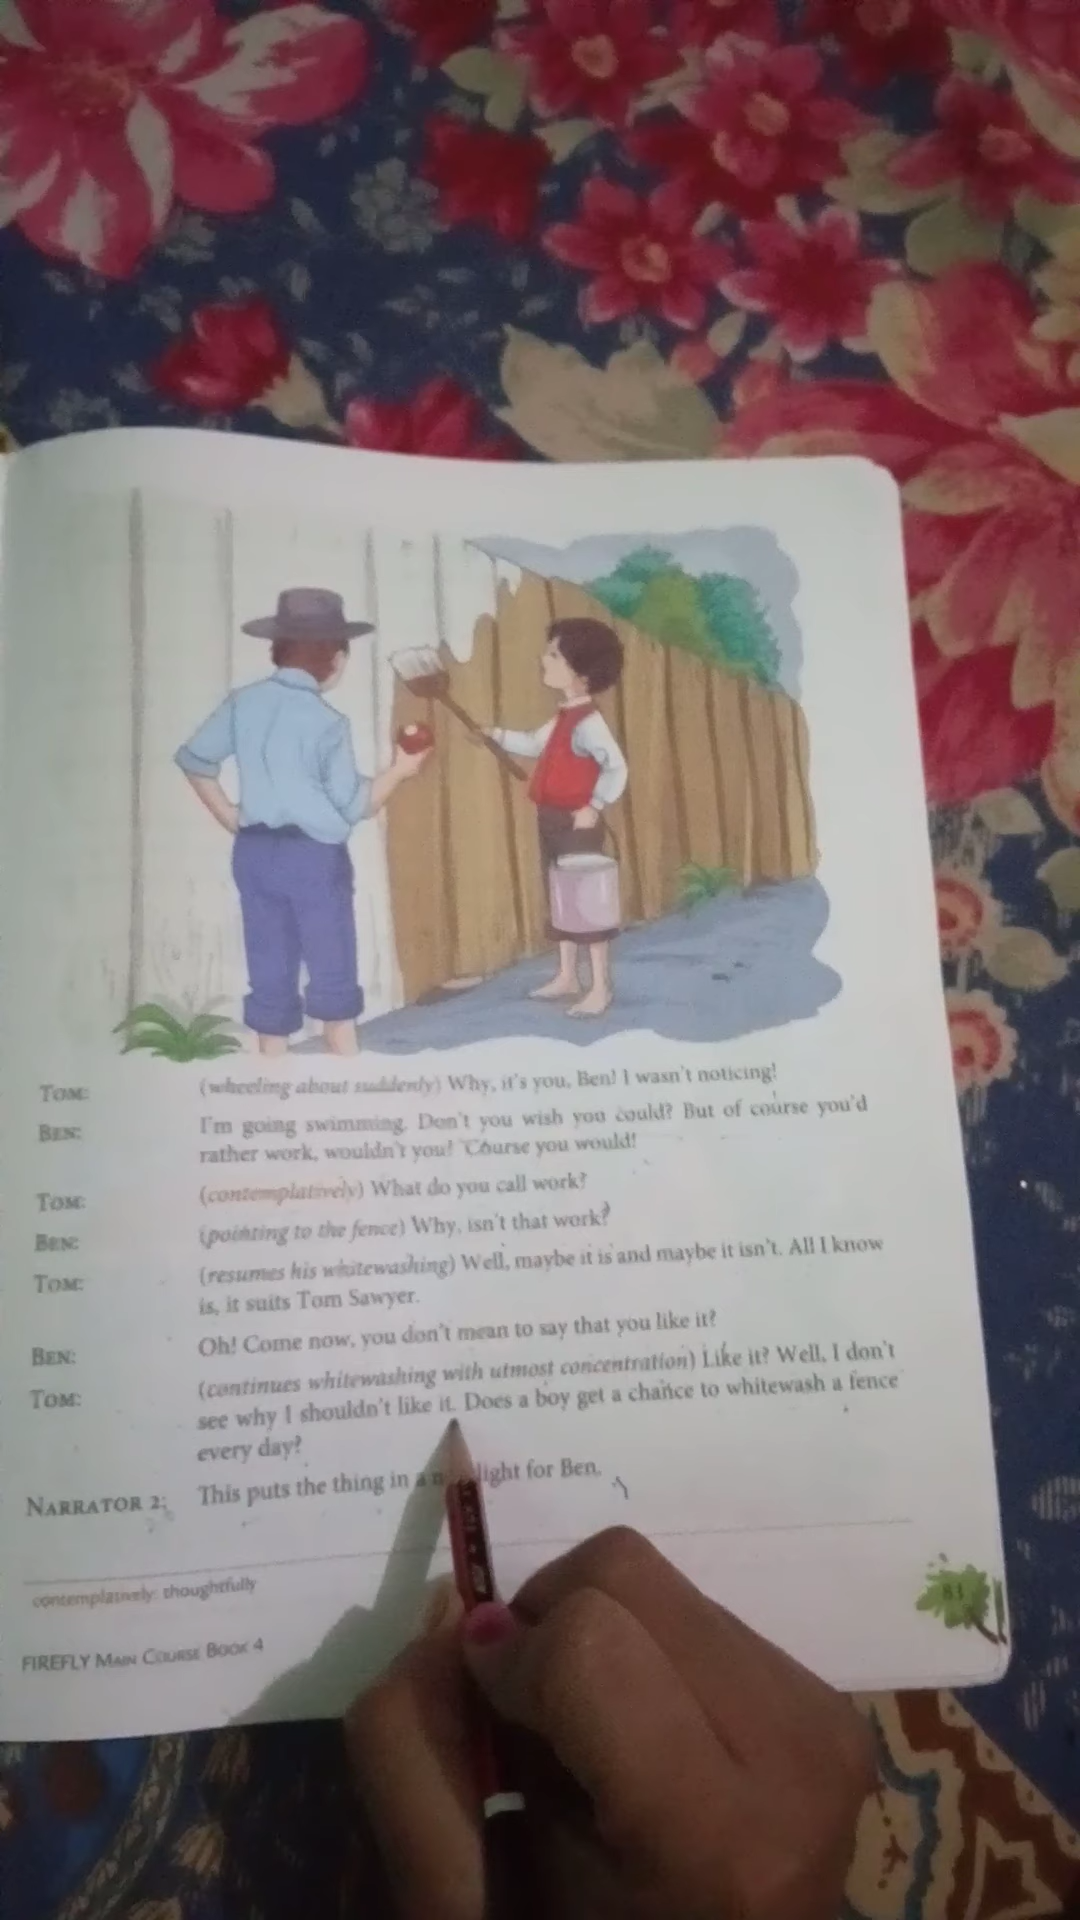 TOM: (wheeling about suddenly) Why, it's you, Ben! I wasn't noticing!
BEN: I'm going swimming. Don't you wish you could? But of course you'd
rather work, wouldn't you? 'Course you would!
TOM: (contemplatively) What do you call work?
BEN: (pointing to the fence) Why, isn't that work?
TOM: (resumes his whitewashing) Well, maybe it is and maybe it isn't. All I know
is, it suits Tom Sawyer.
BEN: Oh! Come now, you don't mean to say that you like it?
TOM: (continues whitewashing with utmost concentration) Like it? Well, I don't
see why I shouldn't like it. Does a boy get a chance to whitewash a fence
every day?
NARRATOR 2: This puts the thing in a light for Ben.
contemplatively: thoughtfully
FIREFLY MAIN COURSE BOOK 4
81